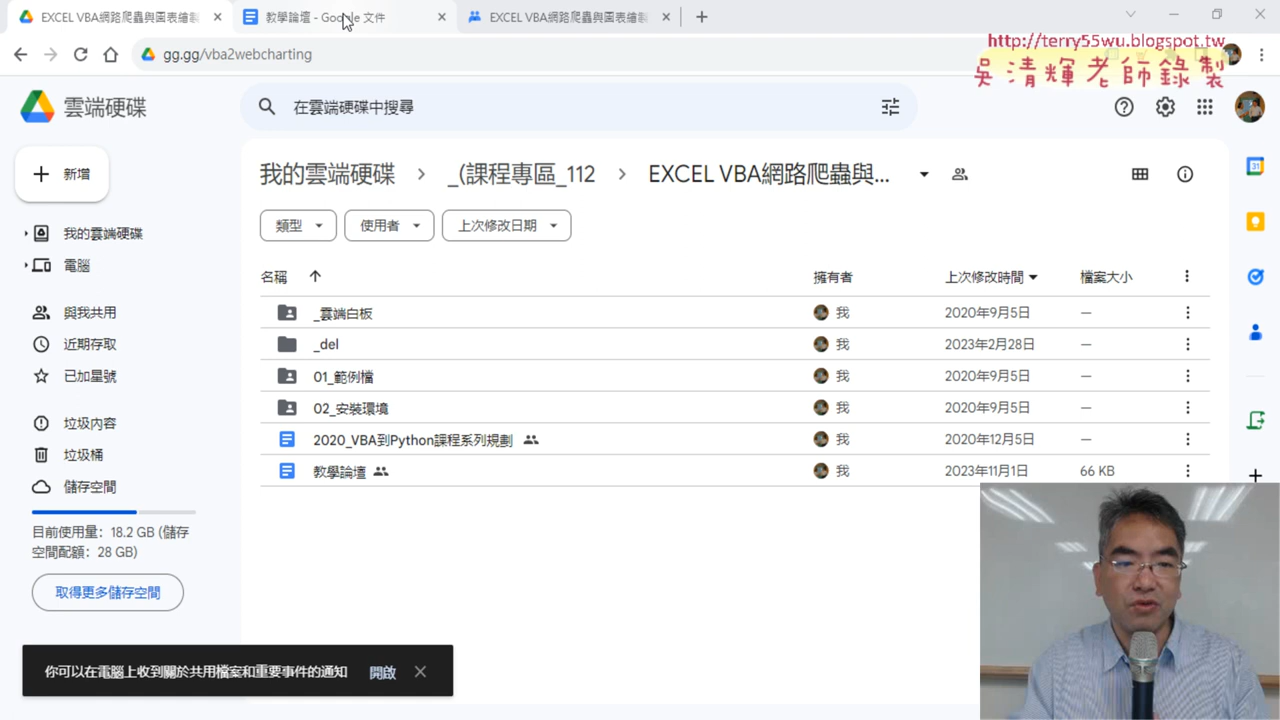 EXCEL VBA網路爬蟲與圖表繪製
教學論壇 - Google 文件
EXCEL VBA網路爬蟲與圖表繪製
gg.gg/vba2webcharting
http://terry55wu.blogspot.tw
吳清輝老師錄製
雲端硬碟
在雲端硬碟中搜尋
新增
我的雲端硬碟 › _(課程專區_112 › EXCEL VBA網路爬蟲與...
類型 使用者 上次修改日期
我的雲端硬碟
電腦
與我共用
近期存取
已加星號
垃圾內容
垃圾桶
儲存空間
目前使用量：18.2 GB (儲存
空間配額：28 GB)
取得更多儲存空間
名稱 擁有者 上次修改時間 檔案大小
_雲端白板 我 2020年9月5日 —
_del 我 2023年2月28日 —
01_範例檔 我 2020年9月5日 —
02_安裝環境 我 2020年9月5日 —
2020_VBA到Python課程系列規劃 我 2020年12月5日 —
教學論壇 我 2023年11月1日 66 KB
31
你可以在電腦上收到關於共用檔案和重要事件的通知 開啟